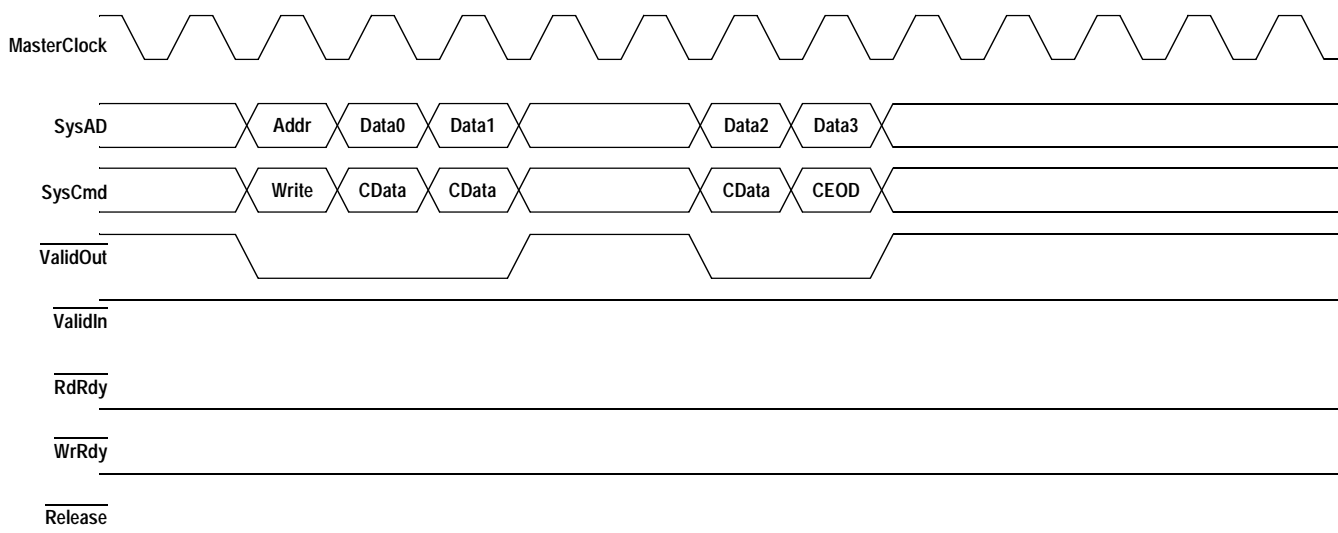 MasterClock
SysAD Addr Data0 Data1 Data2 Data3
SysCmd Write CData CData CData CEOD
ValidOut
ValidIn
RdRdy
WrRdy
Release